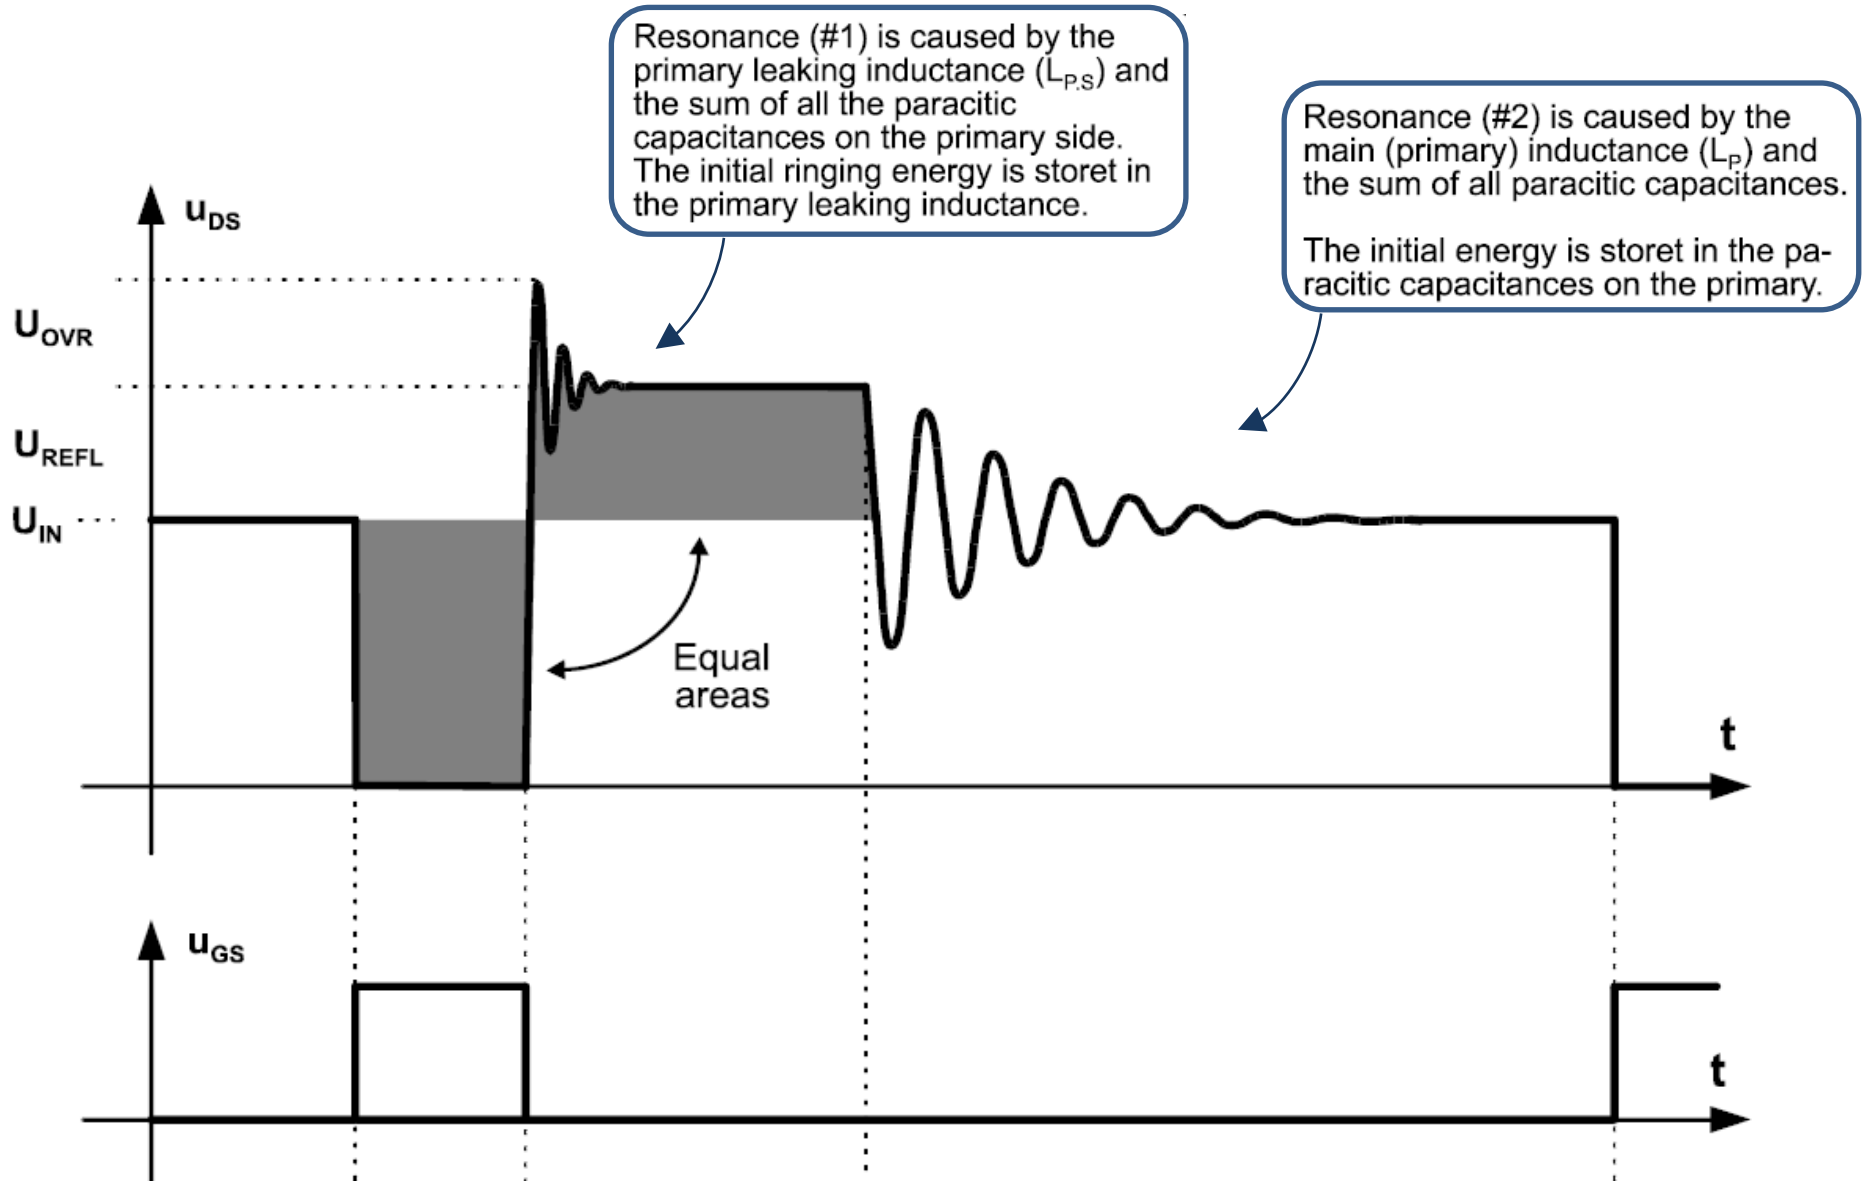 Resonance (#1) is caused by the
primary leaking inductance (LP.S) and
the sum of all the paracitic
capacitances on the primary side.
The initial ringing energy is storet in
the primary leaking inductance.
Resonance (#2) is caused by the
main (primary) inductance (LP) and
the sum of all paracitic capacitances.
The initial energy is storet in the pa-
racitic capacitances on the primary.
uDS
UOVR
UREFL
UIN
Equal
areas
t
uGS
t